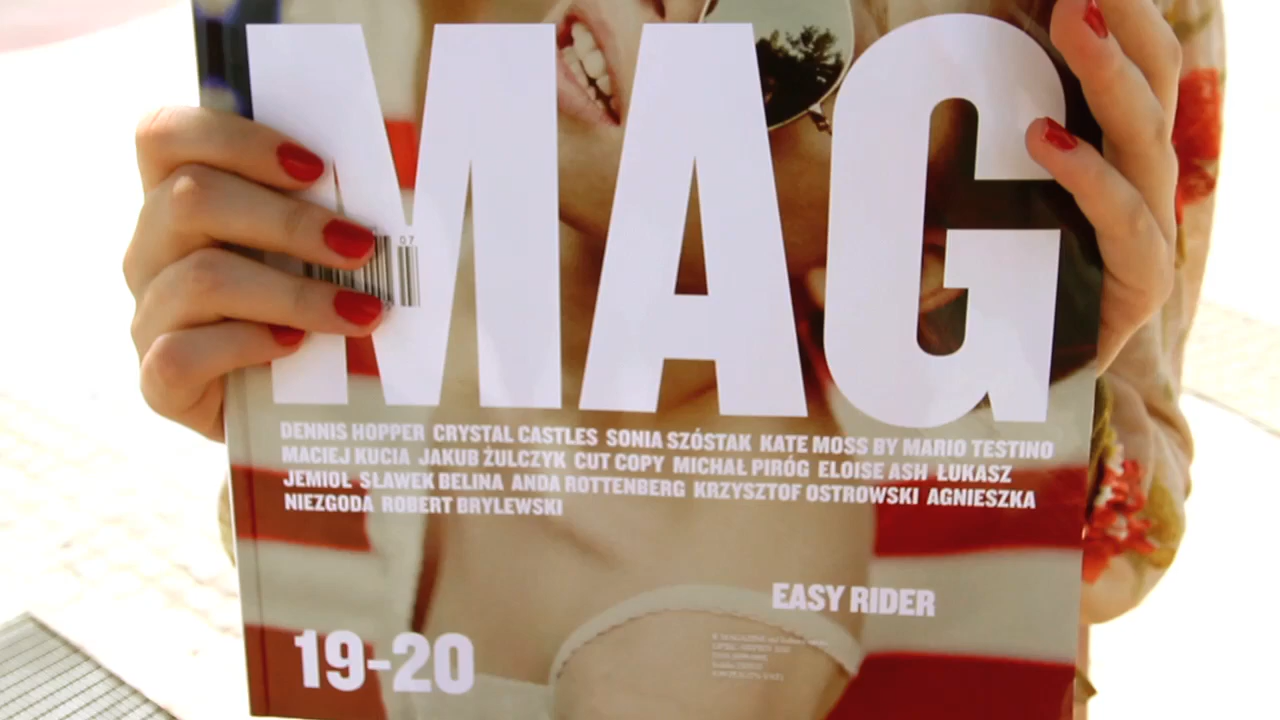 MAG
07
DENNIS HOPPER CRYSTAL CASTLES SONIA SZÓSTAK KATE MOSS BY MARIO TESTINO
MACIEJ KUCIA JAKUB ŻULCZYK CUT COPY MICHAŁ PIRÓG ELOISE ASH ŁUKASZ
JEMIOŁ SŁAWEK BELINA ANDA ROTTENBERG KRZYSZTOF OSTROWSKI AGNIESZKA
NIEZGODA ROBERT BRYLEWSKI
EASY RIDER
19-20